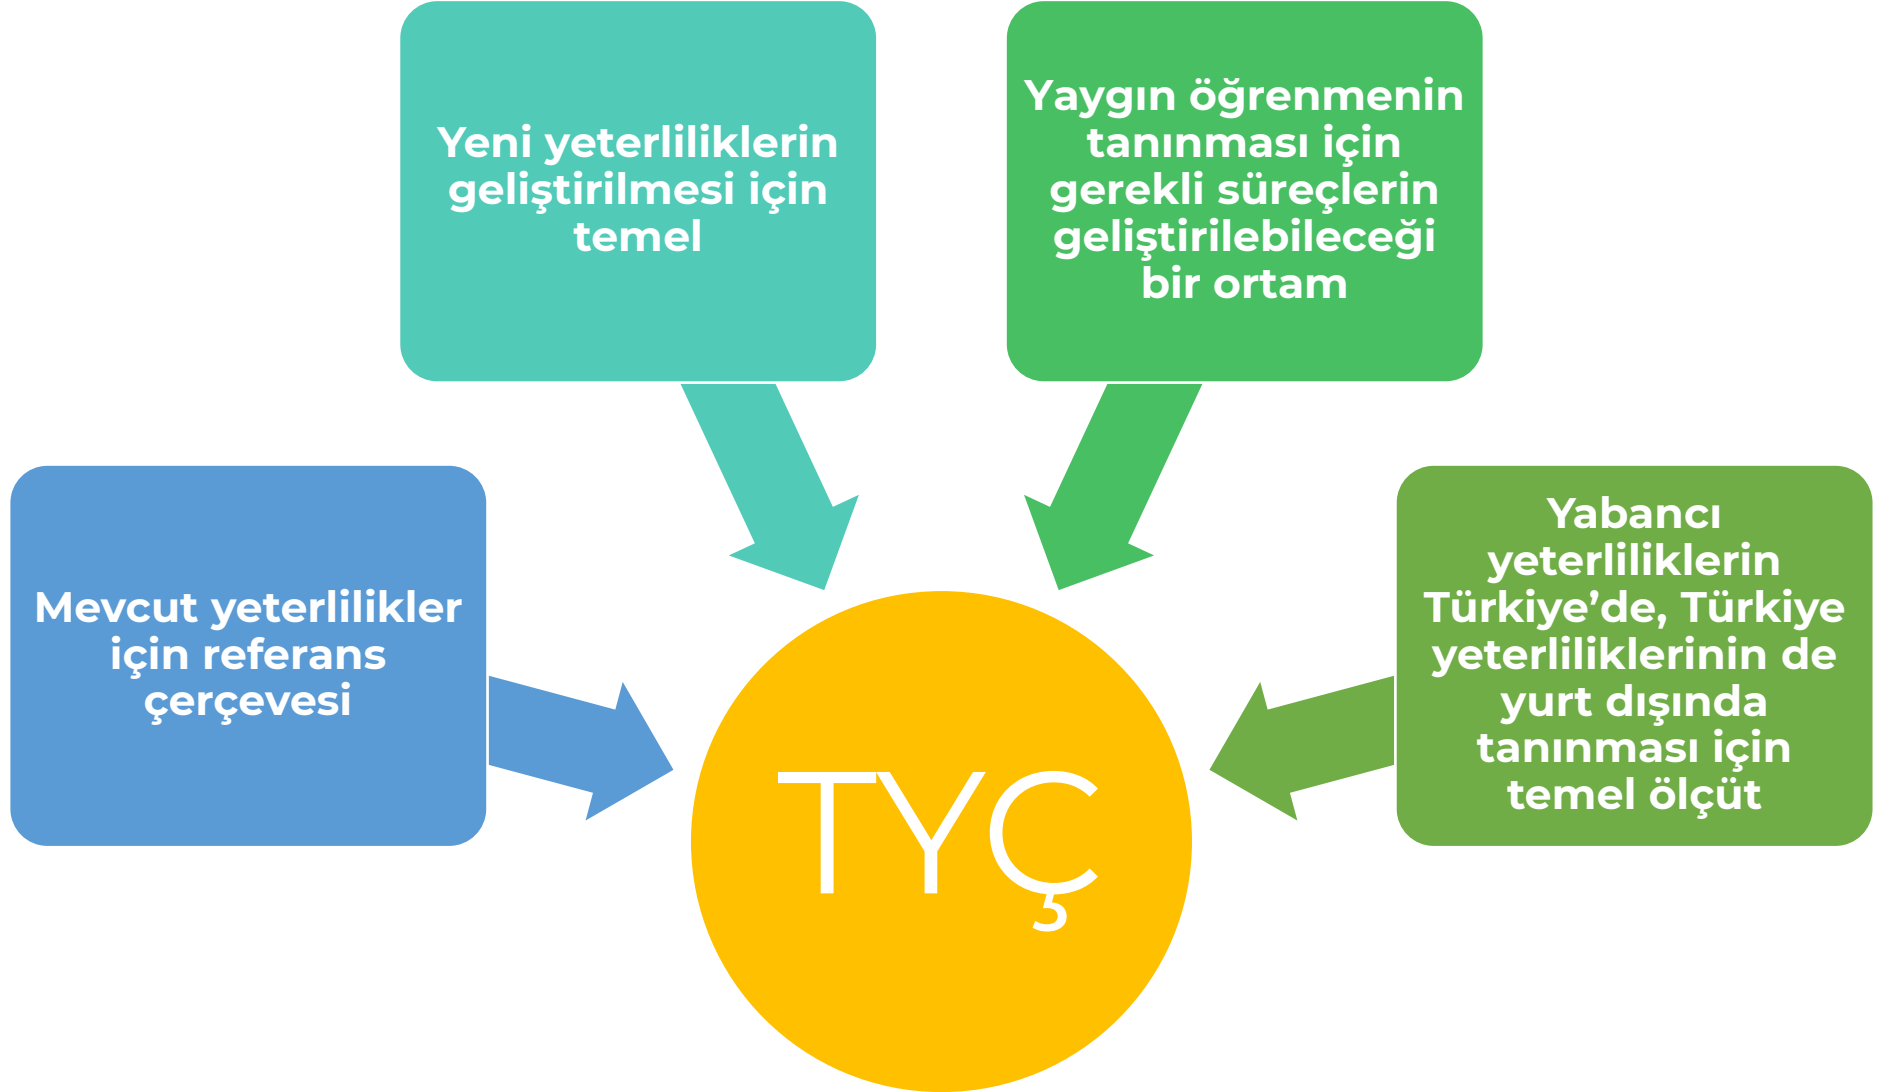 Yeni yeterliliklerin
geliştirilmesi için
temel
Yaygın öğrenmenin
tanınması için
gerekli süreçlerin
geliştirilebileceği
bir ortam
Mevcut yeterlilikler
için referans
çerçevesi
Yabancı
yeterliliklerin
Türkiye’de, Türkiye
yeterliliklerinin de
yurt dışında
tanınması için
temel ölçüt
TYÇ